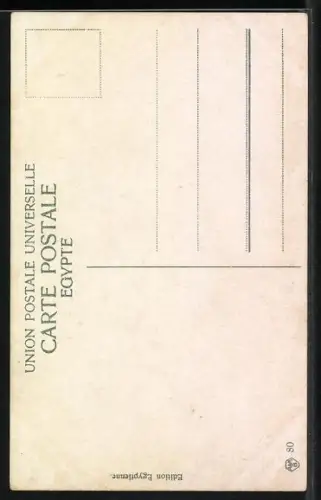 UNION POSTALE UNIVERSELLE
CARTE POSTALE
EGYPTE
Edition Egyptienne
80